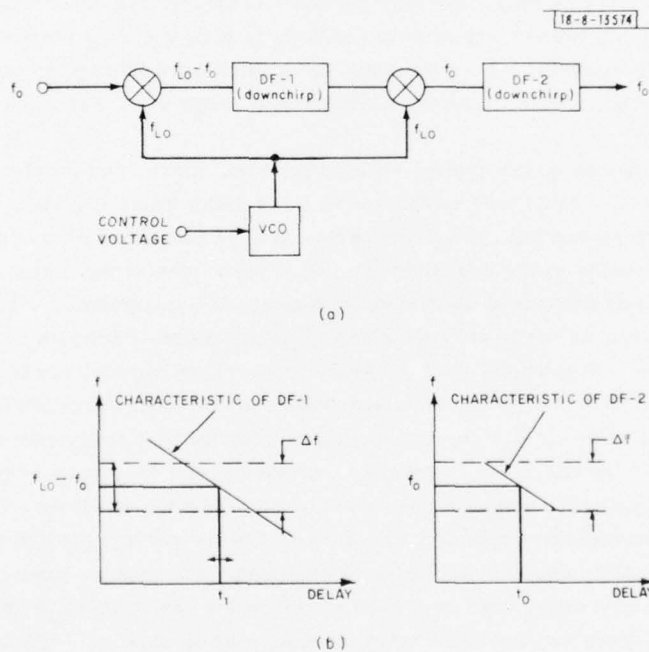 18-8-13574
f₀
f_LO - f₀
DF-1
(downchirp)
f₀
DF-2
(downchirp)
f₀
f_LO
f_LO
CONTROL
VOLTAGE
VCO
(a)
f
CHARACTERISTIC OF DF-1
Δf
f_LO - f₀
t₁
DELAY
f
CHARACTERISTIC OF DF-2
Δf
f₀
t₀
DELAY
(b)